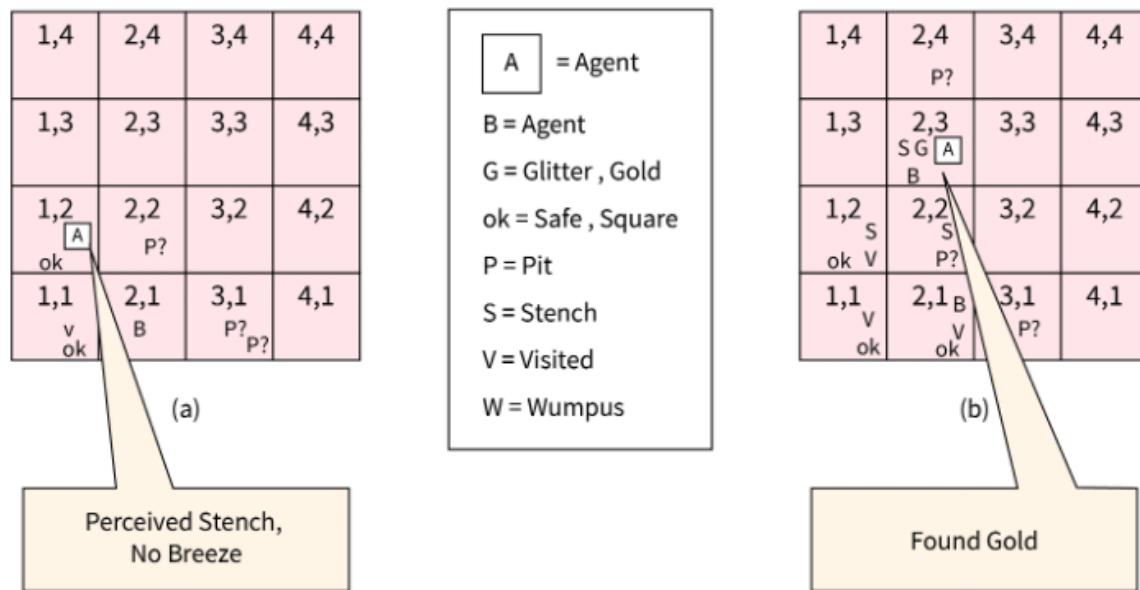 1,4 2,4 3,4 4,4
1,3 2,3 3,3 4,3
1,2 2,2 3,2 4,2
A
P?
ok
1,1 2,1 3,1 4,1
v B P?
ok P?
(a)
Perceived Stench,
No Breeze
A = Agent
B = Agent
G = Glitter , Gold
ok = Safe , Square
P = Pit
S = Stench
V = Visited
W = Wumpus
1,4 2,4 3,4 4,4
P?
1,3 2,3 3,3 4,3
S G A
B
1,2 2,2 3,2 4,2
S S
ok V P?
1,1 2,1 B 3,1 4,1
V V P?
ok ok
(b)
Found Gold